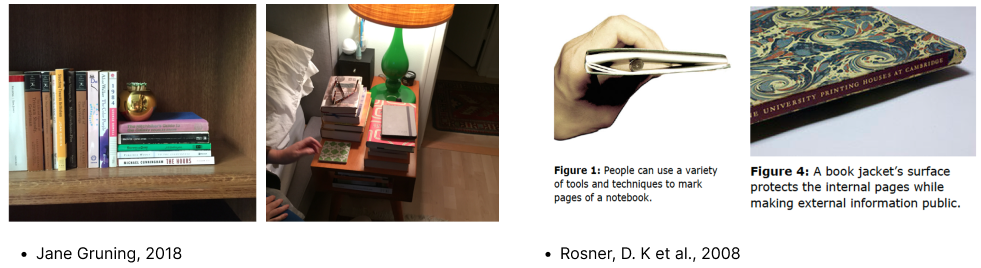 MICHAEL CUNNINGHAM THE HOURS
THE UNIVERSITY PRINTING HOUSES AT CAMBRIDGE
Figure 1: People can use a variety
of tools and techniques to mark
pages of a notebook.
Figure 4: A book jacket's surface
protects the internal pages while
making external information public.
• Jane Gruning, 2018
• Rosner, D. K et al., 2008